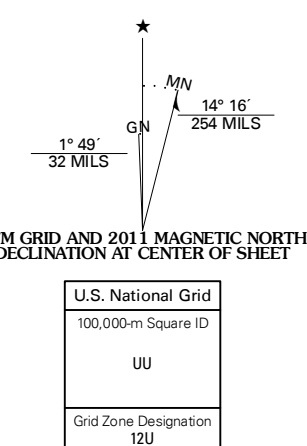 ★
MN
GN
14° 16´
254 MILS
1° 49´
32 MILS
TM GRID AND 2011 MAGNETIC NORTH
DECLINATION AT CENTER OF SHEET
U.S. National Grid
100,000-m Square ID
UU
Grid Zone Designation
12U